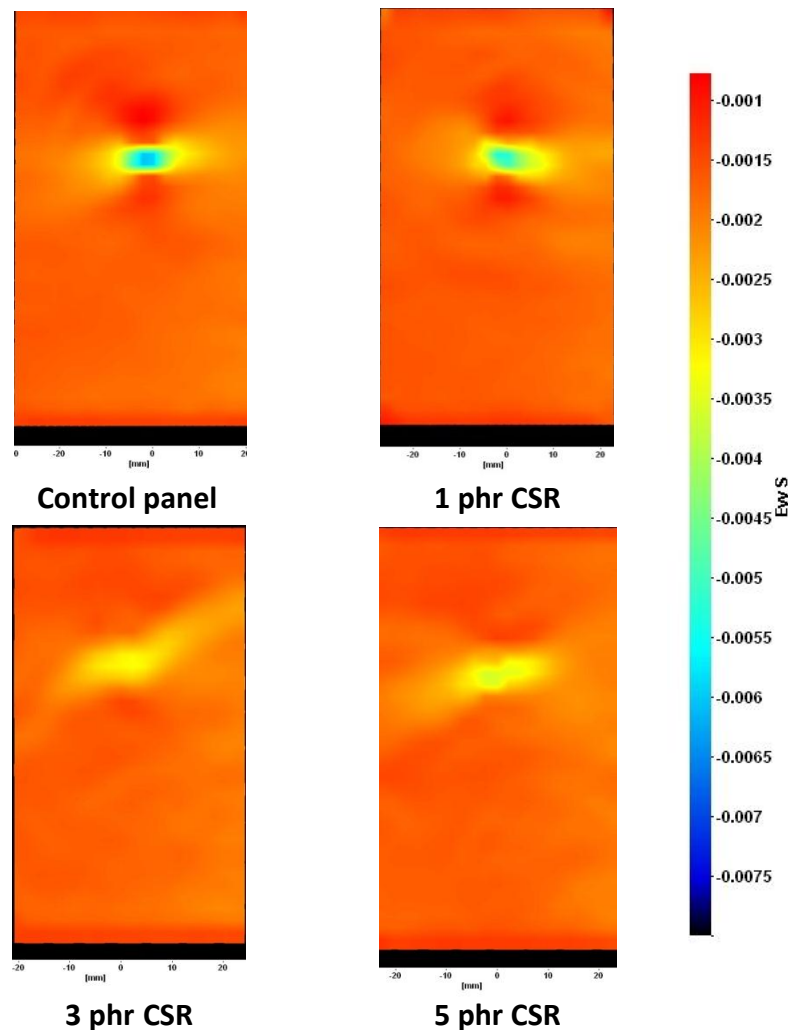 0 -20 -10 0 10 20
[mm]
Control panel
-20 -10 0 10 20
[mm]
1 phr CSR
-20 -10 0 10 20
[mm]
3 phr CSR
-20 -10 0 10 20
[mm]
5 phr CSR
-0.001
-0.0015
-0.002
-0.0025
-0.003
-0.0035
-0.004
-0.0045
-0.005
-0.0055
-0.006
-0.0065
-0.007
-0.0075